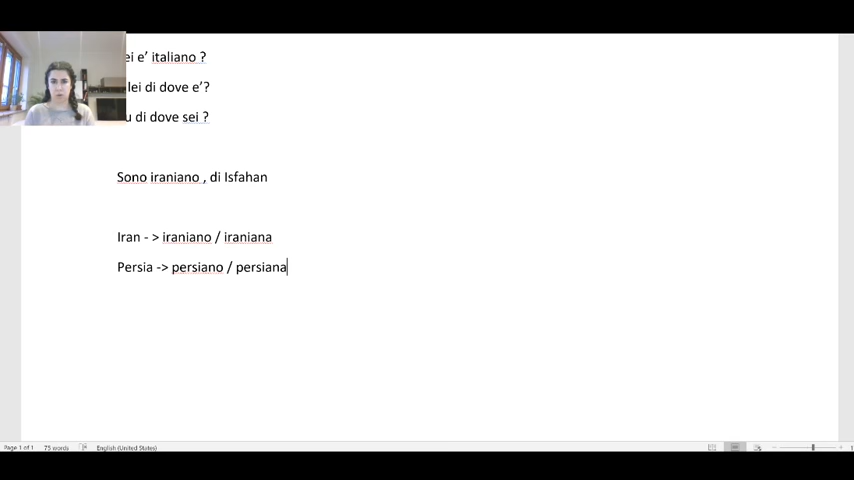 e' italiano ?
lei di dove e'?
di dove sei ?
Sono iraniano , di Isfahan
Iran - > iraniano / iraniana
Persia -> persiano / persiana
Page 1 of 1 75 words English (United States)